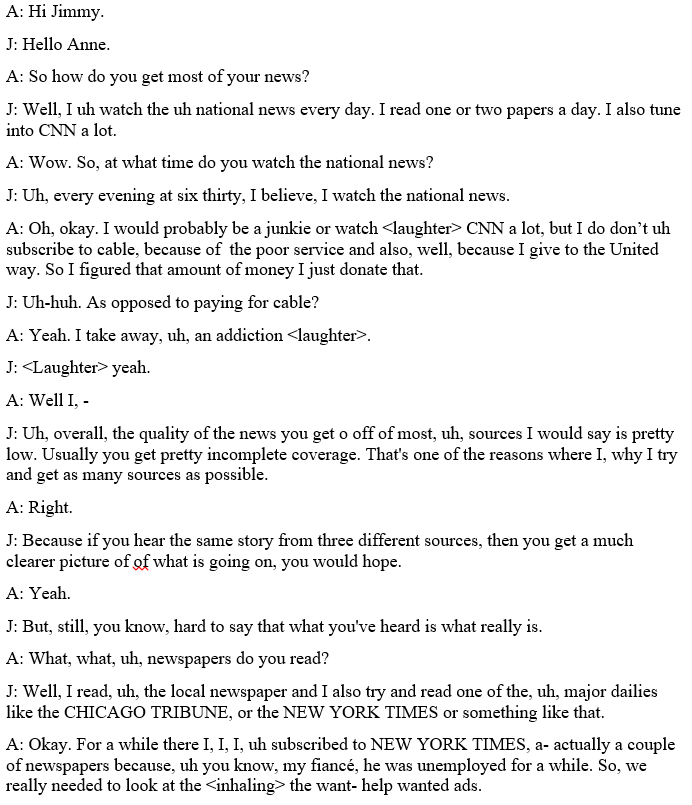 A: Hi Jimmy.
J: Hello Anne.
A: So how do you get most of your news?
J: Well, I uh watch the uh national news every day. I read one or two papers a day. I also tune
into CNN a lot.
A: Wow. So, at what time do you watch the national news?
J: Uh, every evening at six thirty, I believe, I watch the national news.
A: Oh, okay. I would probably be a junkie or watch <laughter> CNN a lot, but I do don’t uh
subscribe to cable, because of  the poor service and also, well, because I give to the United
way. So I figured that amount of money I just donate that.
J: Uh-huh. As opposed to paying for cable?
A: Yeah. I take away, uh, an addiction <laughter>.
J: <Laughter> yeah.
A: Well I, -
J: Uh, overall, the quality of the news you get o off of most, uh, sources I would say is pretty
low. Usually you get pretty incomplete coverage. That's one of the reasons where I, why I try
and get as many sources as possible.
A: Right.
J: Because if you hear the same story from three different sources, then you get a much
clearer picture of of what is going on, you would hope.
A: Yeah.
J: But, still, you know, hard to say that what you've heard is what really is.
A: What, what, uh, newspapers do you read?
J: Well, I read, uh, the local newspaper and I also try and read one of the, uh, major dailies
like the CHICAGO TRIBUNE, or the NEW YORK TIMES or something like that.
A: Okay. For a while there I, I, I, uh subscribed to NEW YORK TIMES, a- actually a couple
of newspapers because, uh you know, my fiancé, he was unemployed for a while. So, we
really needed to look at the <inhaling> the want- help wanted ads.